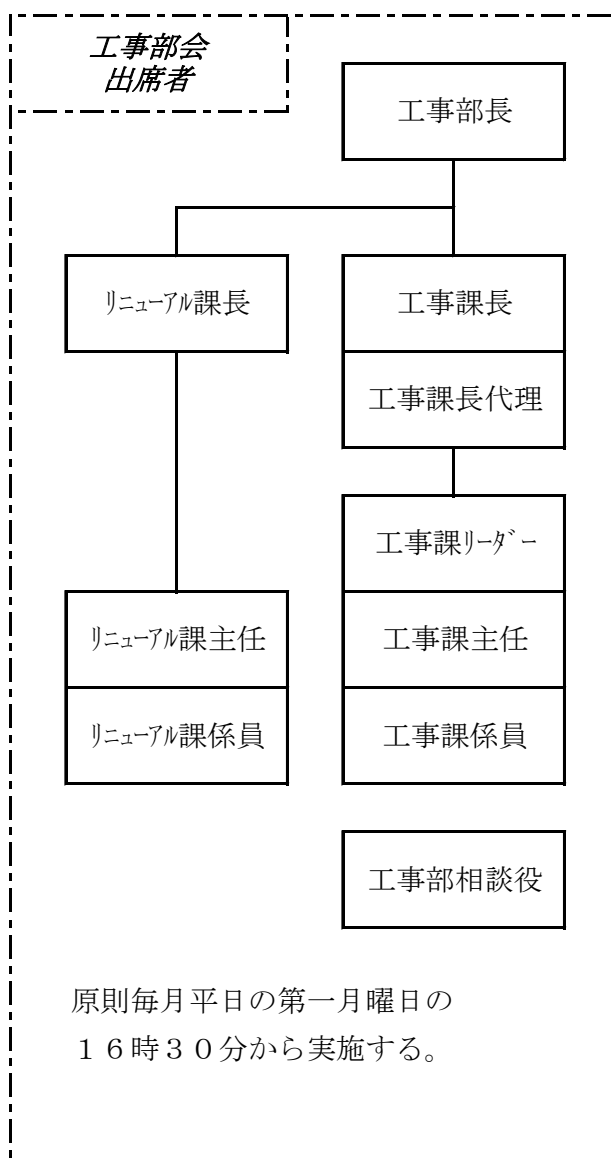 工事部会
出席者
工事部長
ﾘﾆｭｰｱﾙ課長
工事課長
工事課長代理
工事課ﾘｰﾀﾞｰ
ﾘﾆｭｰｱﾙ課主任
工事課主任
ﾘﾆｭｰｱﾙ課係員
工事課係員
工事部相談役
原則毎月平日の第一月曜日の
１６時３０分から実施する。